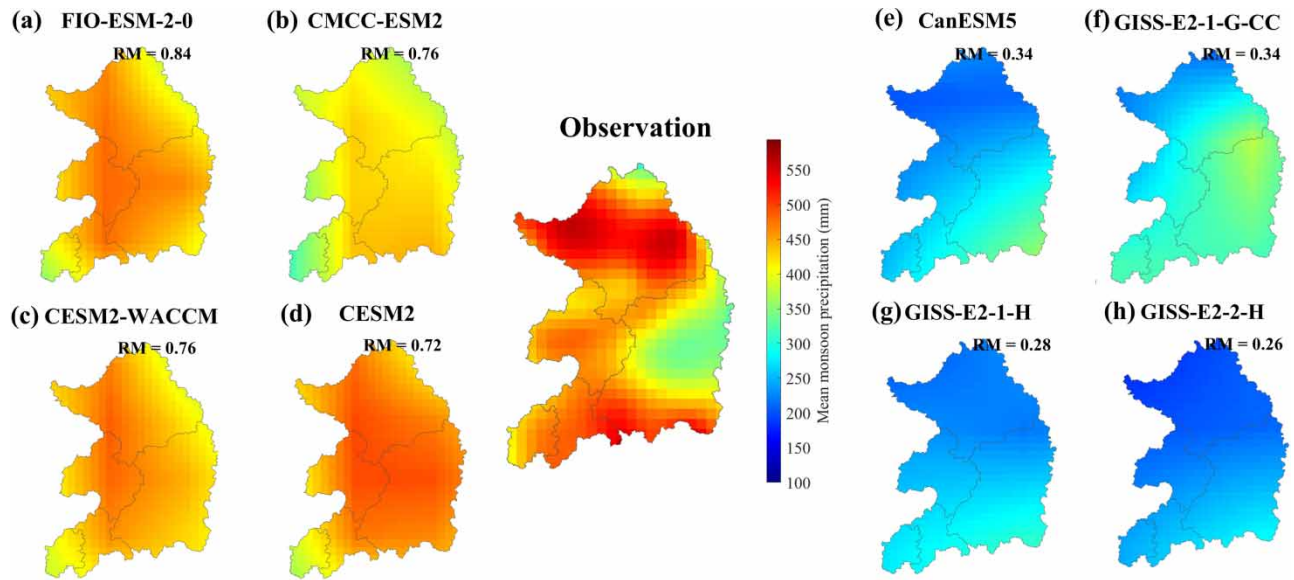 (a) FIO-ESM-2-0
RM = 0.84
(b) CMCC-ESM2
RM = 0.76
(c) CESM2-WACCM
RM = 0.76
(d) CESM2
RM = 0.72
Observation
550
500
450
400
350
300
250
200
150
100
Mean monsoon precipitation (mm)
(e) CanESM5
RM = 0.34
(f) GISS-E2-1-G-CC
RM = 0.34
(g) GISS-E2-1-H
RM = 0.28
(h) GISS-E2-2-H
RM = 0.26